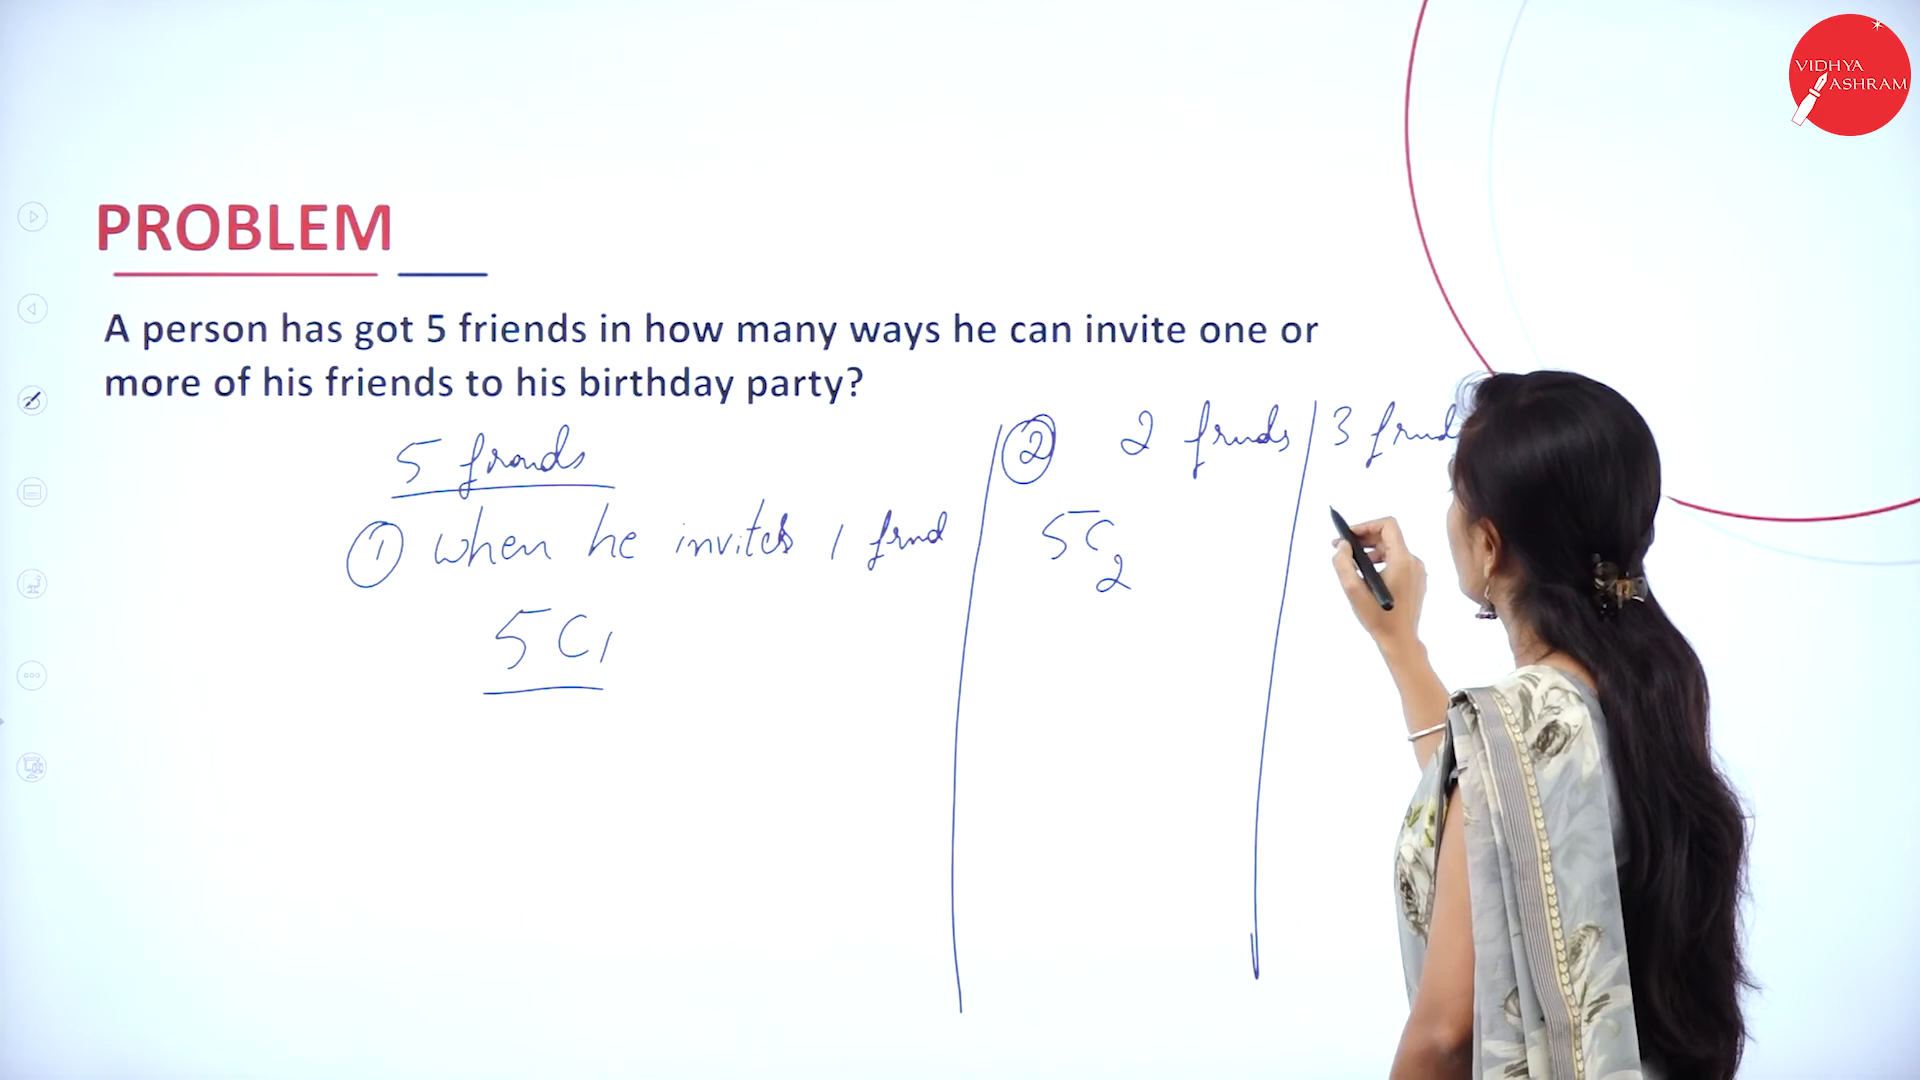 VIDHYA
ASHRAM
PROBLEM
A person has got 5 friends in how many ways he can invite one or
more of his friends to his birthday party?
5 frends
① when he invites 1 frnd
5C1
② 2 frnds
5C2
3 frnd